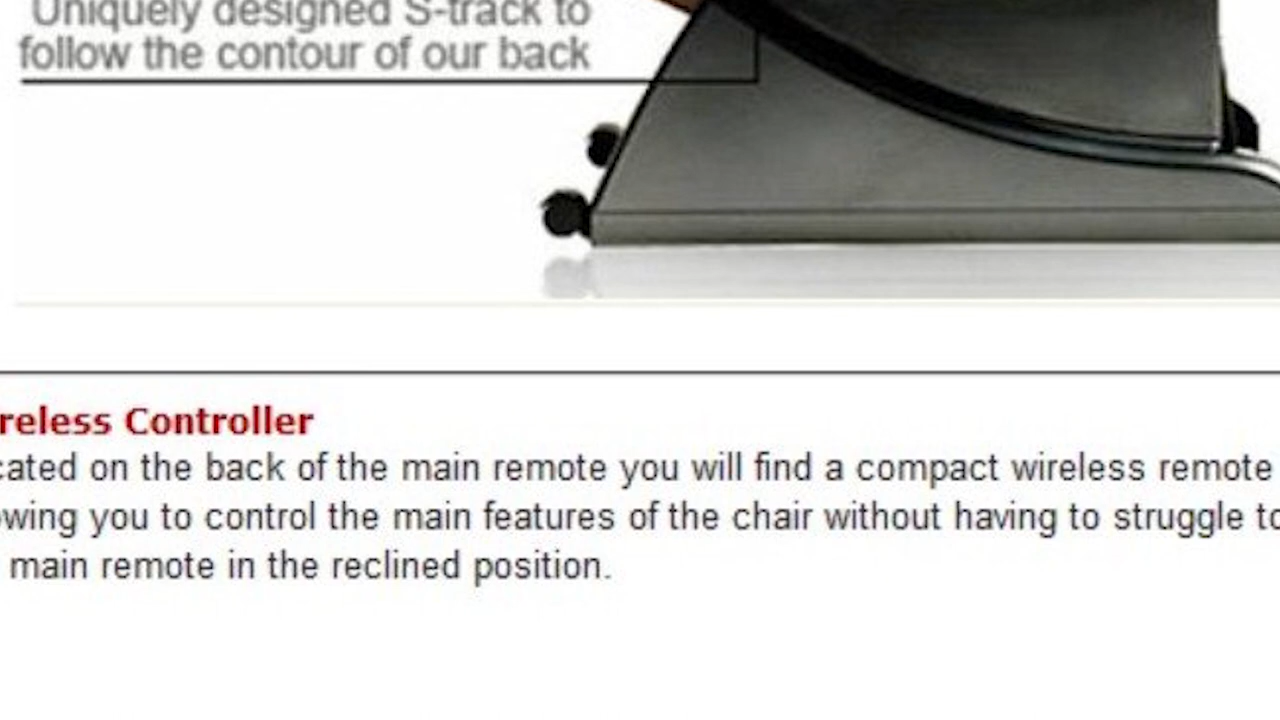 Uniquely designed S-track to
follow the contour of our back
reless Controller
cated on the back of the main remote you will find a compact wireless remote
owing you to control the main features of the chair without having to struggle to
main remote in the reclined position.